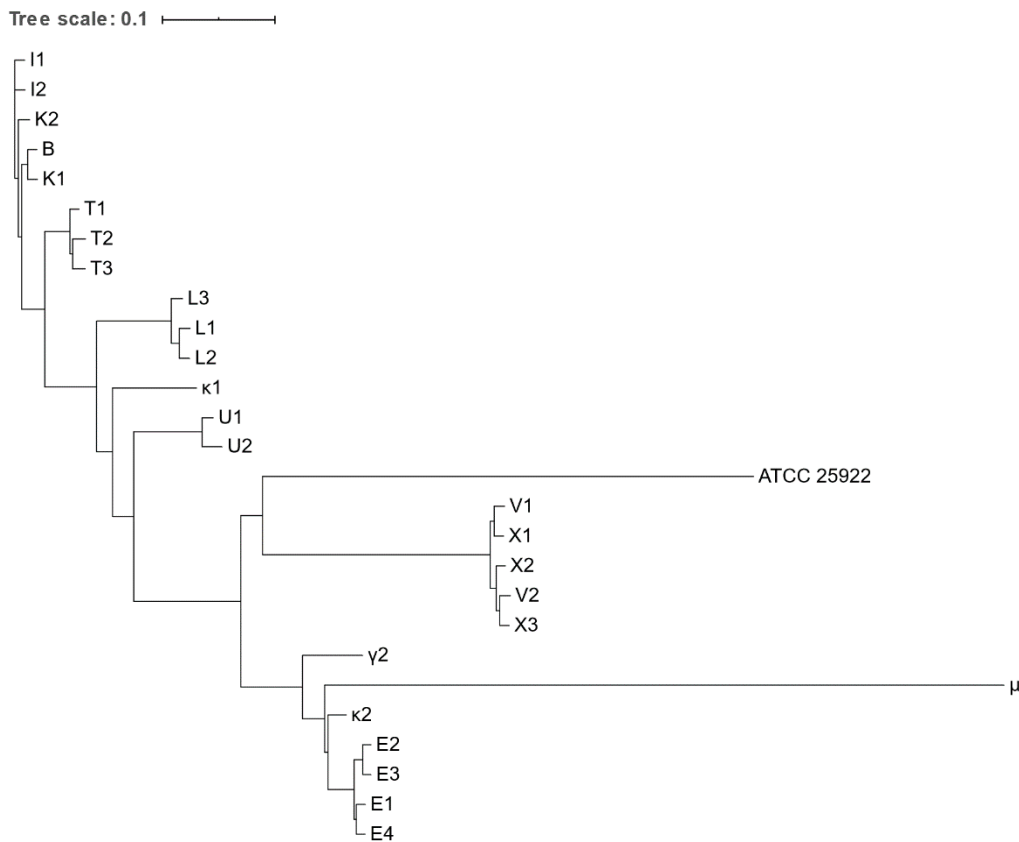 Tree scale: 0.1
I1
I2
K2
B
K1
T1
T2
T3
L3
L1
L2
κ1
U1
U2
ATCC 25922
V1
X1
X2
V2
X3
γ2
μ
κ2
E2
E3
E1
E4